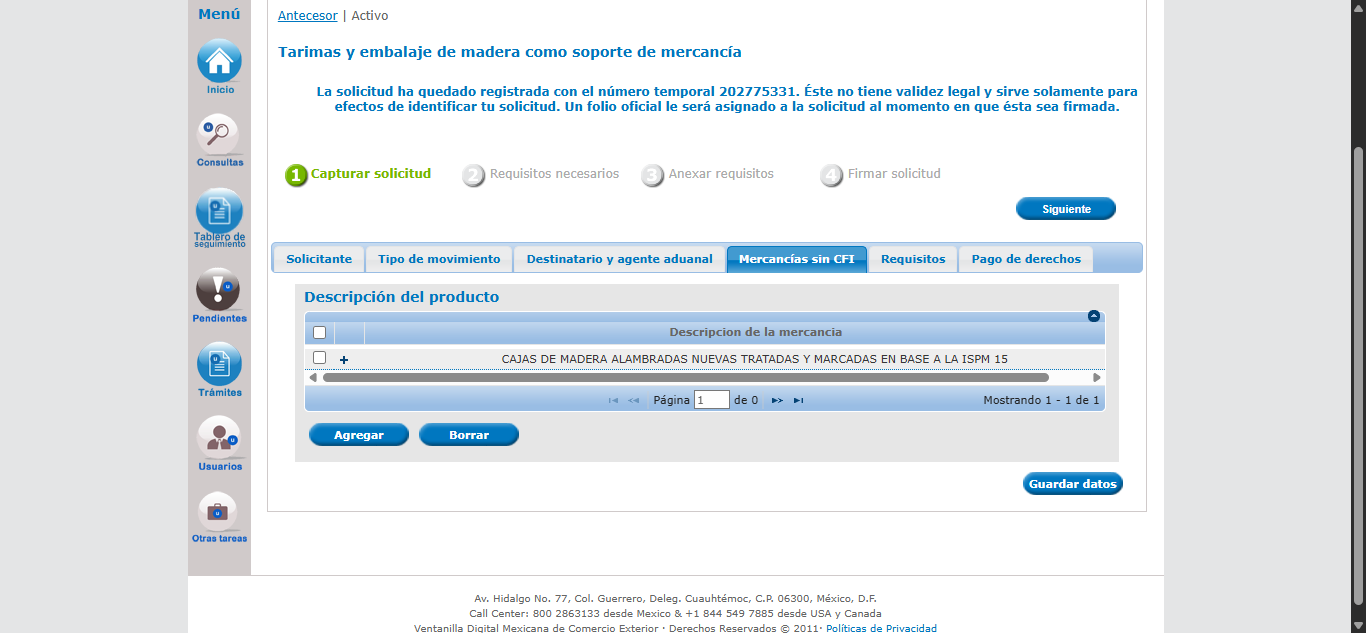 Menú
Inicio
Consultas
Tablero de
seguimiento
Pendientes
Trámites
Usuarios
Otras tareas
Antecesor | Activo
Tarimas y embalaje de madera como soporte de mercancía
La solicitud ha quedado registrada con el número temporal 202775331. Éste no tiene validez legal y sirve solamente para
efectos de identificar tu solicitud. Un folio oficial le será asignado a la solicitud al momento en que ésta sea firmada.
1 Capturar solicitud 2 Requisitos necesarios 3 Anexar requisitos 4 Firmar solicitud
Siguiente
Solicitante Tipo de movimiento Destinatario y agente aduanal Mercancías sin CFI Requisitos Pago de derechos
Descripción del producto
Descripcion de la mercancia
+ CAJAS DE MADERA ALAMBRADAS NUEVAS TRATADAS Y MARCADAS EN BASE A LA ISPM 15
Página 1 de 0 Mostrando 1 - 1 de 1
Agregar Borrar
Guardar datos
Av. Hidalgo No. 77, Col. Guerrero, Deleg. Cuauhtémoc, C.P. 06300, México, D.F.
Call Center: 800 2863133 desde Mexico & +1 844 549 7885 desde USA y Canada
Ventanilla Digital Mexicana de Comercio Exterior · Derechos Reservados © 2011· Políticas de Privacidad